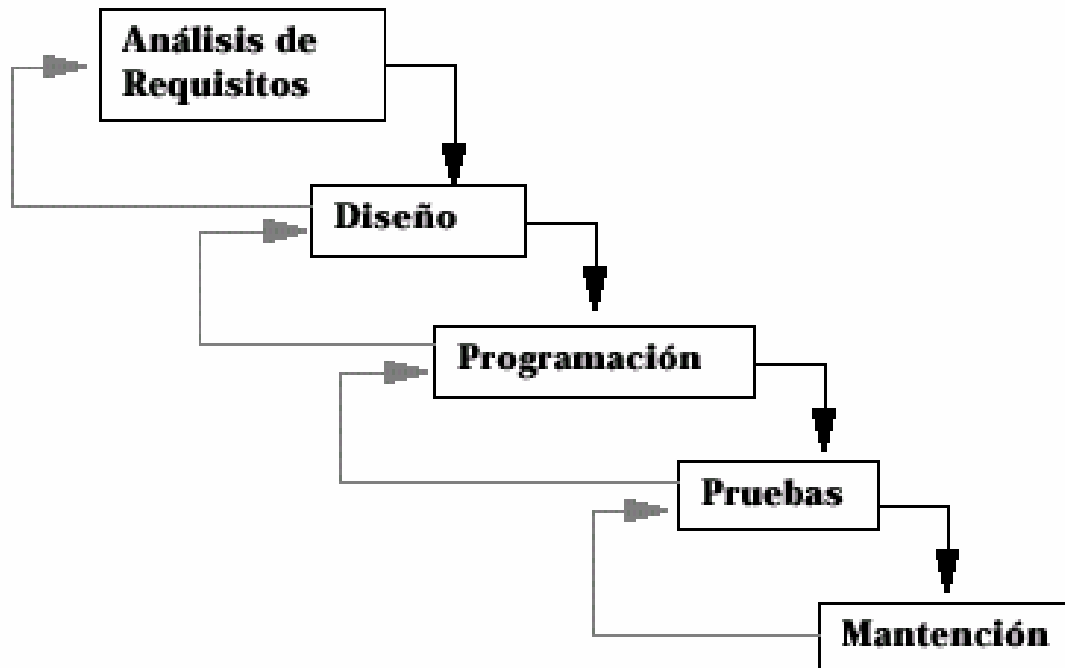 Análisis de
Requisitos
Diseño
Programación
Pruebas
Mantención